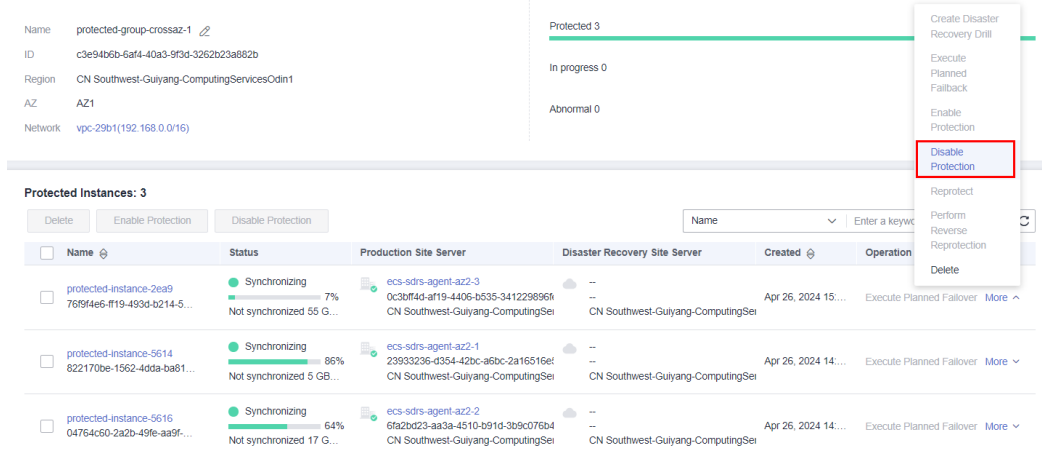 Name protected-group-crossaz-1
ID c3e94b6b-6af4-40a3-9f3d-3262b23a882b
Region CN Southwest-Guiyang-ComputingServicesOdin1
AZ AZ1
Network vpc-29b1(192.168.0.0/16)
Protected 3
In progress 0
Abnormal 0
Create Disaster
Recovery Drill
Execute
Planned
Failback
Enable
Protection
Disable
Protection
Reprotect
Perform
Reverse
Reprotection
Delete
Protected Instances: 3
Delete Enable Protection Disable Protection
Name Enter a keywo
Name Status Production Site Server Disaster Recovery Site Server Created Operation
protected-instance-2ea9 Synchronizing ecs-sdrs-agent-az2-3 --
76f9f4e6-ff19-493d-b214-5... 7% 0c3bff4d-af19-4406-b535-341229896f -- Apr 26, 2024 15:... Execute Planned Failover More
Not synchronized 55 G... CN Southwest-Guiyang-ComputingSer CN Southwest-Guiyang-ComputingSer
protected-instance-5614 Synchronizing ecs-sdrs-agent-az2-1 --
822170be-1562-4dda-ba81... 86% 23933236-d354-42bc-a6bc-2a16516e -- Apr 26, 2024 14:... Execute Planned Failover More
Not synchronized 5 GB... CN Southwest-Guiyang-ComputingSer CN Southwest-Guiyang-ComputingSer
protected-instance-5616 Synchronizing ecs-sdrs-agent-az2-2 --
04764c60-2a2b-49fe-aa9f-... 64% 6fa2bd23-aa3a-4510-b91d-3b9c076b4 -- Apr 26, 2024 14:... Execute Planned Failover More
Not synchronized 17 G... CN Southwest-Guiyang-ComputingSer CN Southwest-Guiyang-ComputingSer